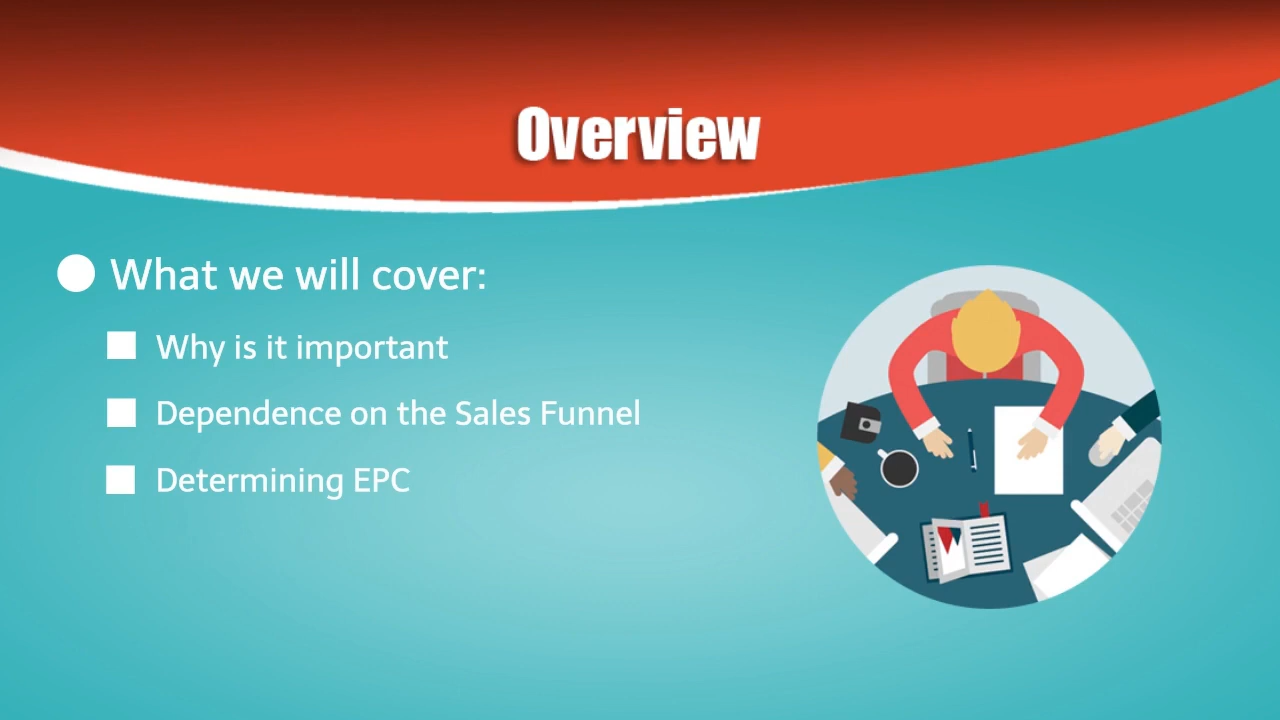 Overview
What we will cover:
Why is it important
Dependence on the Sales Funnel
Determining EPC